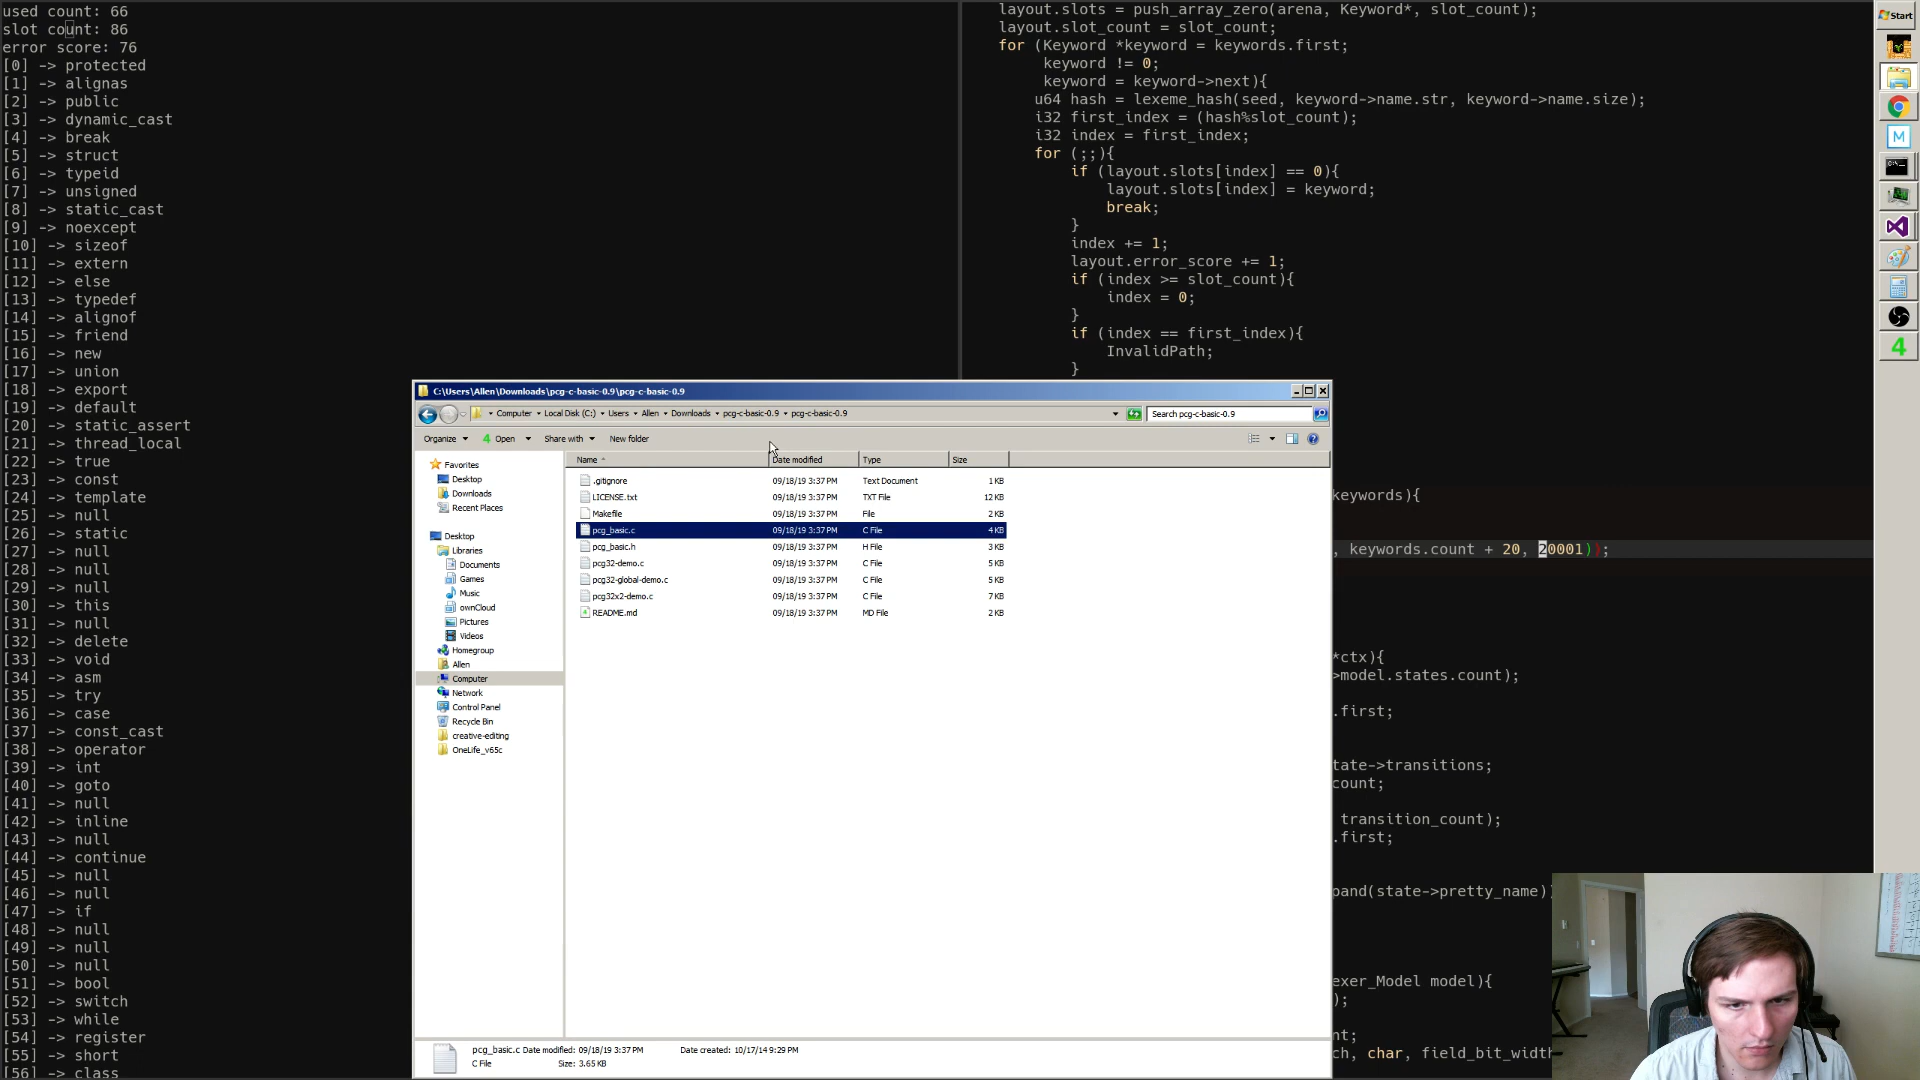 used count: 66
slot count: 86
error score: 76
[0] -> protected
[1] -> alignas
[2] -> public
[3] -> dynamic_cast
[4] -> break
[5] -> struct
[6] -> typeid
[7] -> unsigned
[8] -> static_cast
[9] -> noexcept
[10] -> sizeof
[11] -> extern
[12] -> else
[13] -> typedef
[14] -> alignof
[15] -> friend
[16] -> new
[17] -> union
[18] -> export
[19] -> default
[20] -> static_assert
[21] -> thread_local
[22] -> true
[23] -> const
[24] -> template
[25] -> null
[26] -> static
[27] -> null
[28] -> null
[29] -> null
[30] -> this
[31] -> null
[32] -> delete
[33] -> void
[34] -> asm
[35] -> try
[36] -> case
[37] -> const_cast
[38] -> operator
[39] -> int
[40] -> goto
[41] -> null
[42] -> inline
[43] -> null
[44] -> continue
[45] -> null
[46] -> null
[47] -> if
[48] -> null
[49] -> null
[50] -> null
[51] -> bool
[52] -> switch
[53] -> while
[54] -> register
[55] -> short
[56] -> class
layout.slots = push_array_zero(arena, Keyword*, slot_count);
layout.slot_count = slot_count;
for (Keyword *keyword = keywords.first;
keyword != 0;
keyword = keyword->next){
u64 hash = lexeme_hash(seed, keyword->name.str, keyword->name.size);
i32 first_index = (hash%slot_count);
i32 index = first_index;
for (;;){
if (layout.slots[index] == 0){
layout.slots[index] = keyword;
break;
}
index += 1;
layout.error_score += 1;
if (index >= slot_count){
index = 0;
}
if (index == first_index){
InvalidPath;
}
keywords){
, keywords.count + 20, 20001));
*ctx){
>model.states.count);
.first;
tate->transitions;
count;
transition_count);
.first;
pand(state->pretty_name))
exer_Model model){
);
nt;
ch, char, field_bit_width
C:\Users\Allen\Downloads\pcg-c-basic-0.9\pcg-c-basic-0.9
Computer Local Disk (C:) Users Allen Downloads pcg-c-basic-0.9 pcg-c-basic-0.9
Search pcg-c-basic-0.9
Organize 4 Open Share with New folder
Name Date modified Type Size
.gitignore 09/18/19 3:37 PM Text Document 1 KB
LICENSE.txt 09/18/19 3:37 PM TXT File 12 KB
Makefile 09/18/19 3:37 PM File 2 KB
pcg_basic.c 09/18/19 3:37 PM C File 4 KB
pcg_basic.h 09/18/19 3:37 PM H File 3 KB
pcg32-demo.c 09/18/19 3:37 PM C File 5 KB
pcg32-global-demo.c 09/18/19 3:37 PM C File 5 KB
pcg32x2-demo.c 09/18/19 3:37 PM C File 7 KB
README.md 09/18/19 3:37 PM MD File 2 KB
Favorites
Desktop
Downloads
Recent Places
Desktop
Libraries
Documents
Games
Music
ownCloud
Pictures
Videos
Homegroup
Allen
Computer
Network
Control Panel
Recycle Bin
creative-editing
OneLife_v65c
pcg_basic.c Date modified: 09/18/19 3:37 PM Date created: 10/17/14 9:29 PM
C File Size: 3.65 KB
Start
M
4